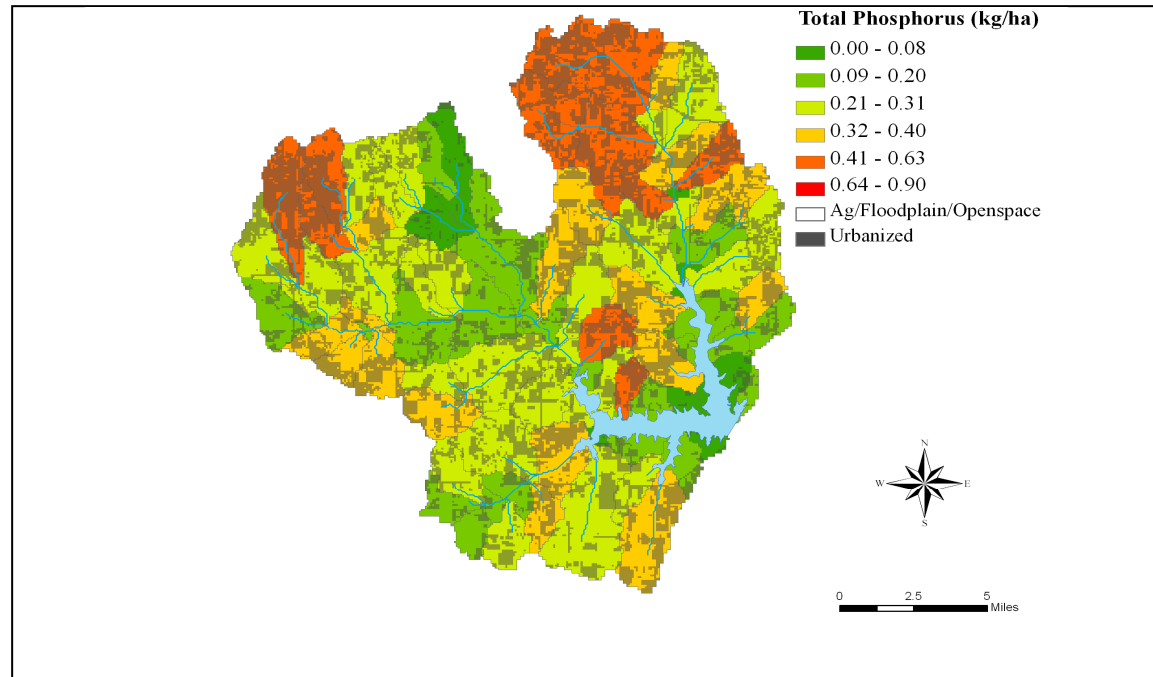 Total Phosphorus (kg/ha)
0.00 - 0.08
0.09 - 0.20
0.21 - 0.31
0.32 - 0.40
0.41 - 0.63
0.64 - 0.90
Ag/Floodplain/Openspace
Urbanized
N
W E
S
0 2.5 5
Miles